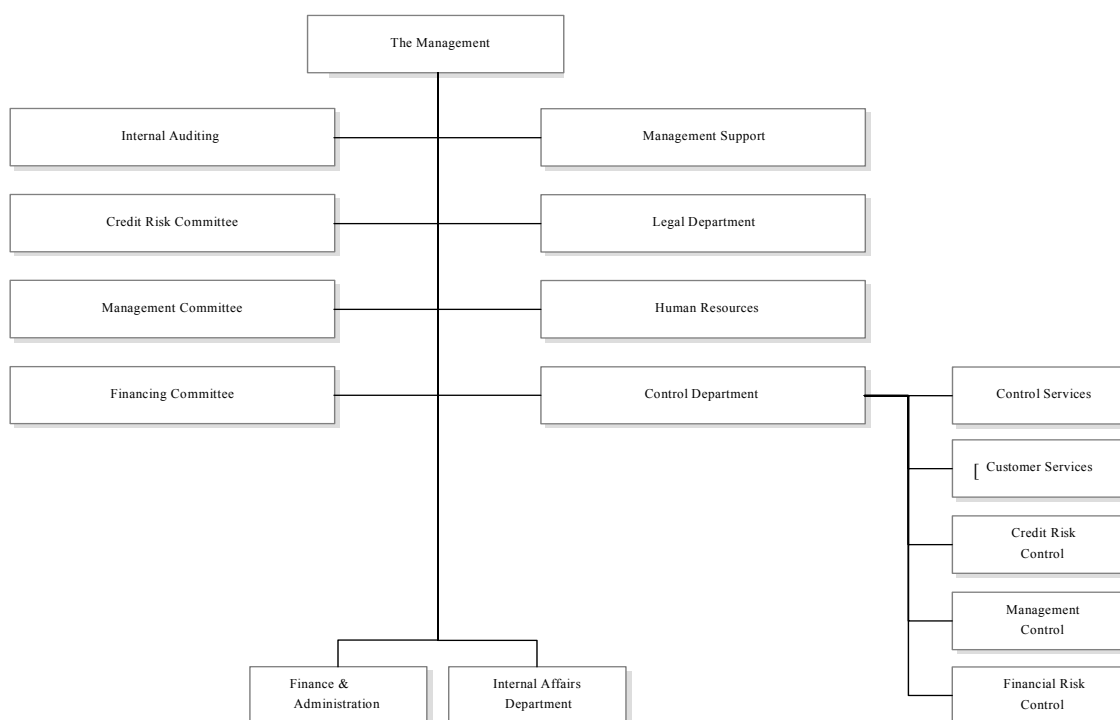 The Management
Internal Auditing
Management Support
Credit Risk Committee
Legal Department
Management Committee
Human Resources
Financing Committee
Control Department
Control Services
[ Customer Services
Credit Risk
Control
Management
Control
Finance &
Administration
Internal Affairs
Department
Financial Risk
Control